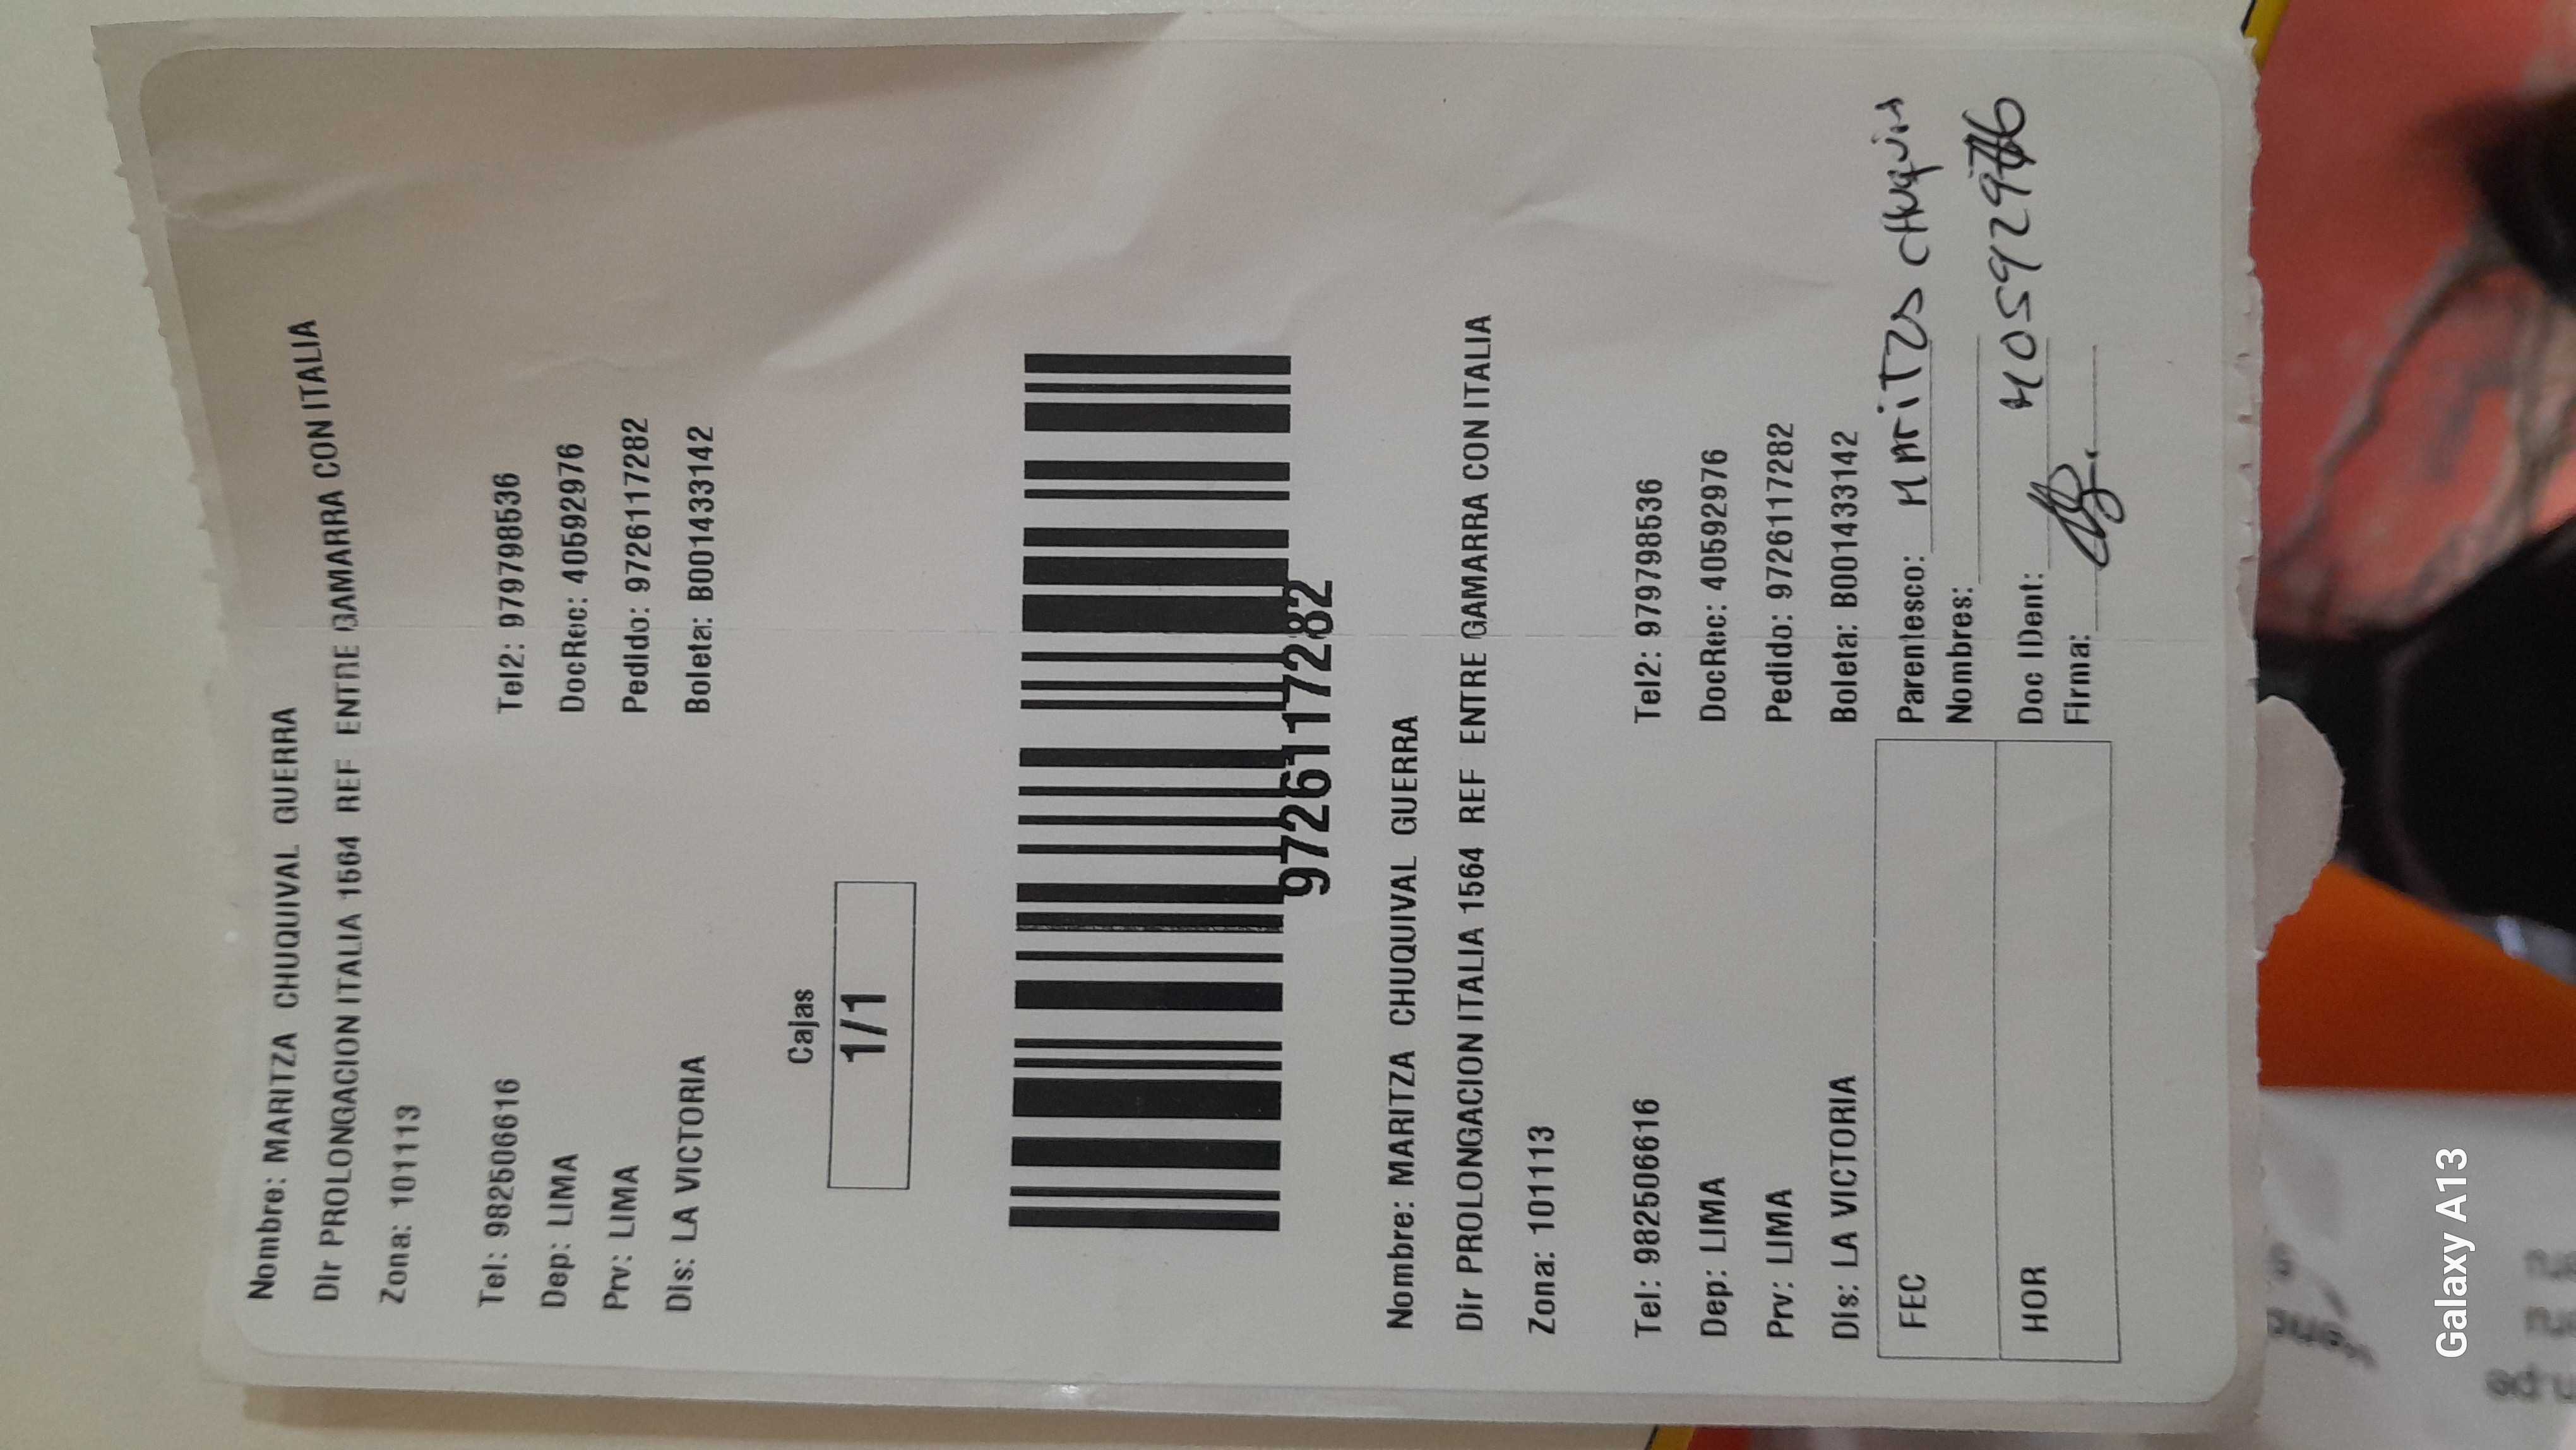 Nombre: MARITZA CHUQUIVAL GUERRA
Dir PROLONGACION ITALIA 1564 REF ENTRE GAMARRA CON ITALIA
Zona: 101113
Tel: 982506616 Tel2: 979798536
Dep: LIMA DocRec: 40592976
Prv: LIMA Pedido: 9726117282
Dis: LA VICTORIA Boleta: B001433142
Cajas
1/1
9726117282
Nombre: MARITZA CHUQUIVAL GUERRA
Dir PROLONGACION ITALIA 1564 REF ENTRE GAMARRA CON ITALIA
Zona: 101113
Tel: 982506616 Tel2: 979798536
Dep: LIMA DocRec: 40592976
Prv: LIMA Pedido: 9726117282
Dis: LA VICTORIA Boleta: B001433142
FEC Parentesco:
Nombres:
HOR Doc IDent: 40592976
Firma:
Galaxy A13